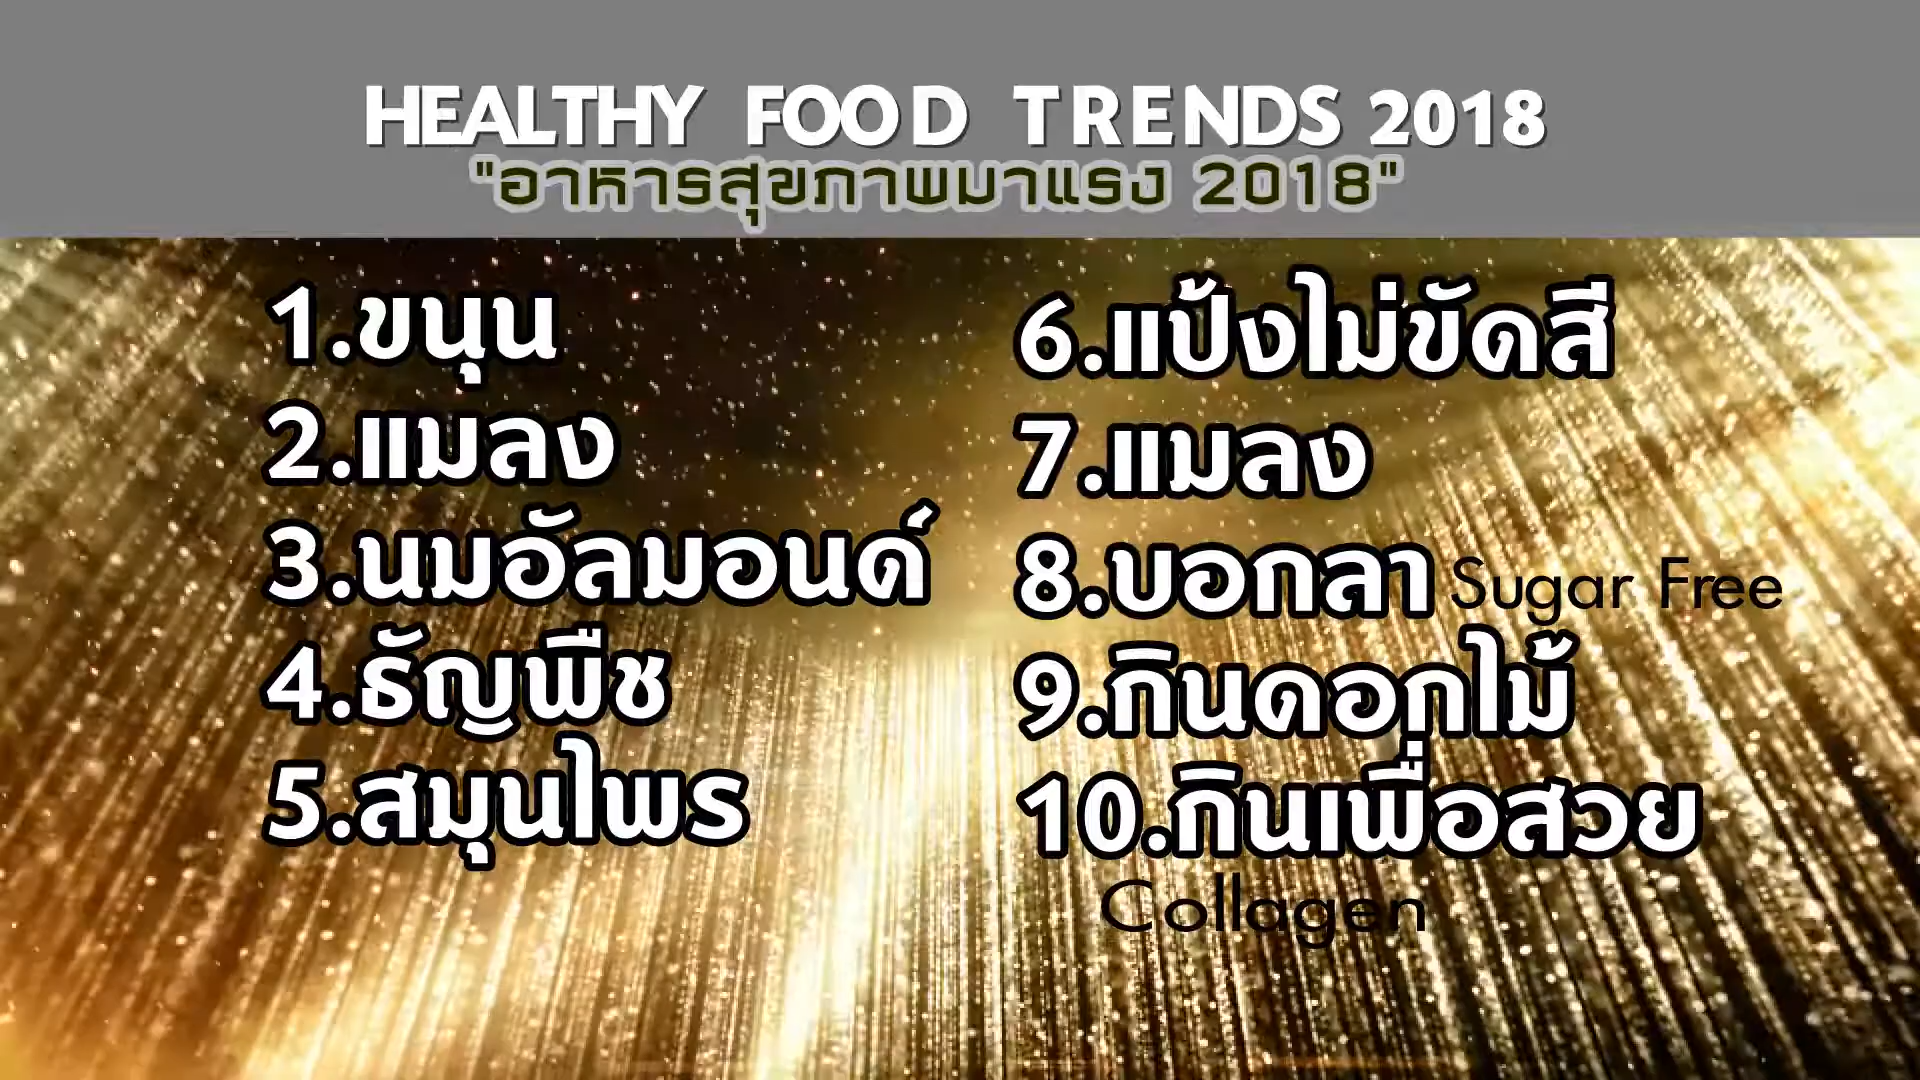 HEALTHY FOOD TRENDS 2018
"อาหารสุขภาพมาแรง 2018"
1.ขนุน
2.แมลง
3.นมอัลมอนด์
4.ธัญพืช
5.สมุนไพร
6.แป้งไม่ขัดสี
7.แมลง
8.บอกลา Sugar Free
9.กินดอกไม้
10.กินเพื่อสวย
Collagen